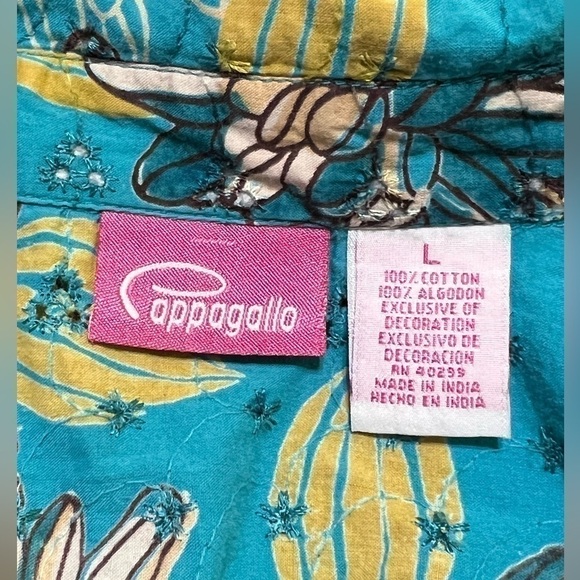 Pappagallo
L
100% COTTON
100% ALGODON
EXCLUSIVE OF
DECORATION
EXCLUSIVO DE
DECORACION
RN 40299
MADE IN INDIA
HECHO EN INDIA